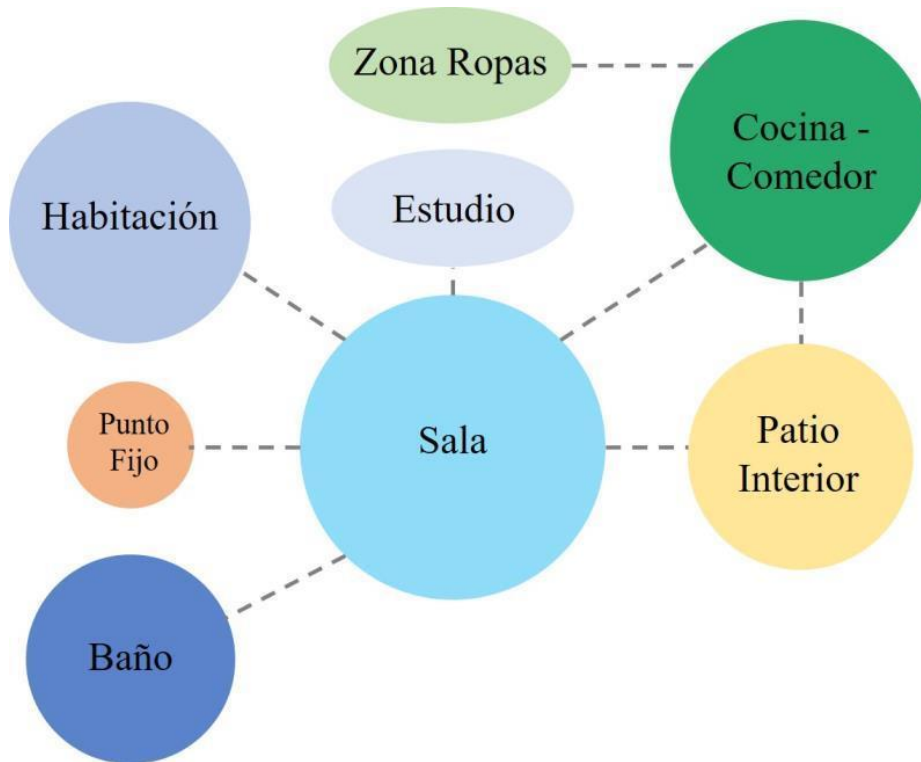 Zona Ropas
Cocina -
Comedor
Habitación
Estudio
Punto
Fijo
Sala
Patio
Interior
Baño